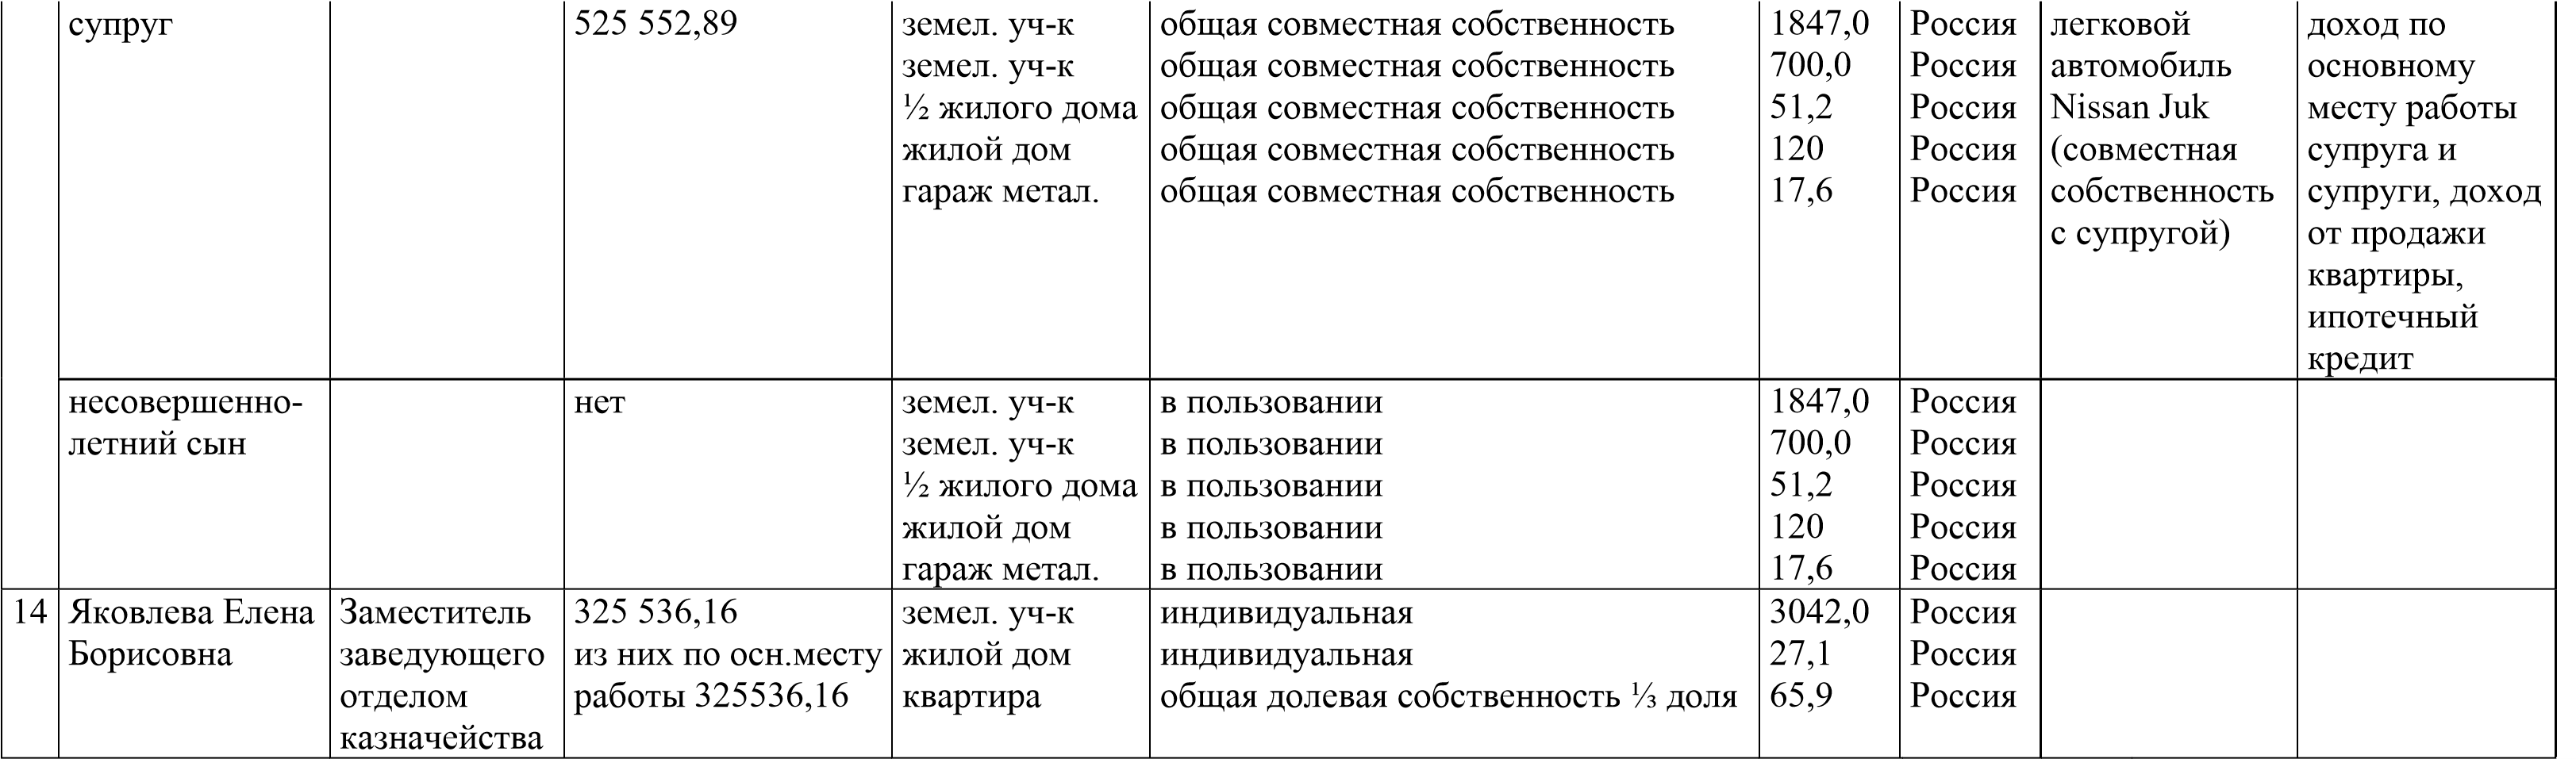 супруг 525 552,89 земел. уч-к общая совместная собственность 1847,0 Россия легковой доход по
земел. уч-к общая совместная собственность 700,0 Россия автомобиль основному
½ жилого дома общая совместная собственность 51,2 Россия Nissan Juk месту работы
жилой дом общая совместная собственность 120 Россия (совместная супруга и
гараж метал. общая совместная собственность 17,6 Россия собственность супруги, доход
с супругой) от продажи
квартиры,
ипотечный
кредит
несовершенно- нет земел. уч-к в пользовании 1847,0 Россия
летний сын земел. уч-к в пользовании 700,0 Россия
½ жилого дома в пользовании 51,2 Россия
жилой дом в пользовании 120 Россия
гараж метал. в пользовании 17,6 Россия
14 Яковлева Елена Заместитель 325 536,16 земел. уч-к индивидуальная 3042,0 Россия
Борисовна заведующего из них по осн.месту жилой дом индивидуальная 27,1 Россия
отделом работы 325536,16 квартира общая долевая собственность ⅓ доля 65,9 Россия
казначейства